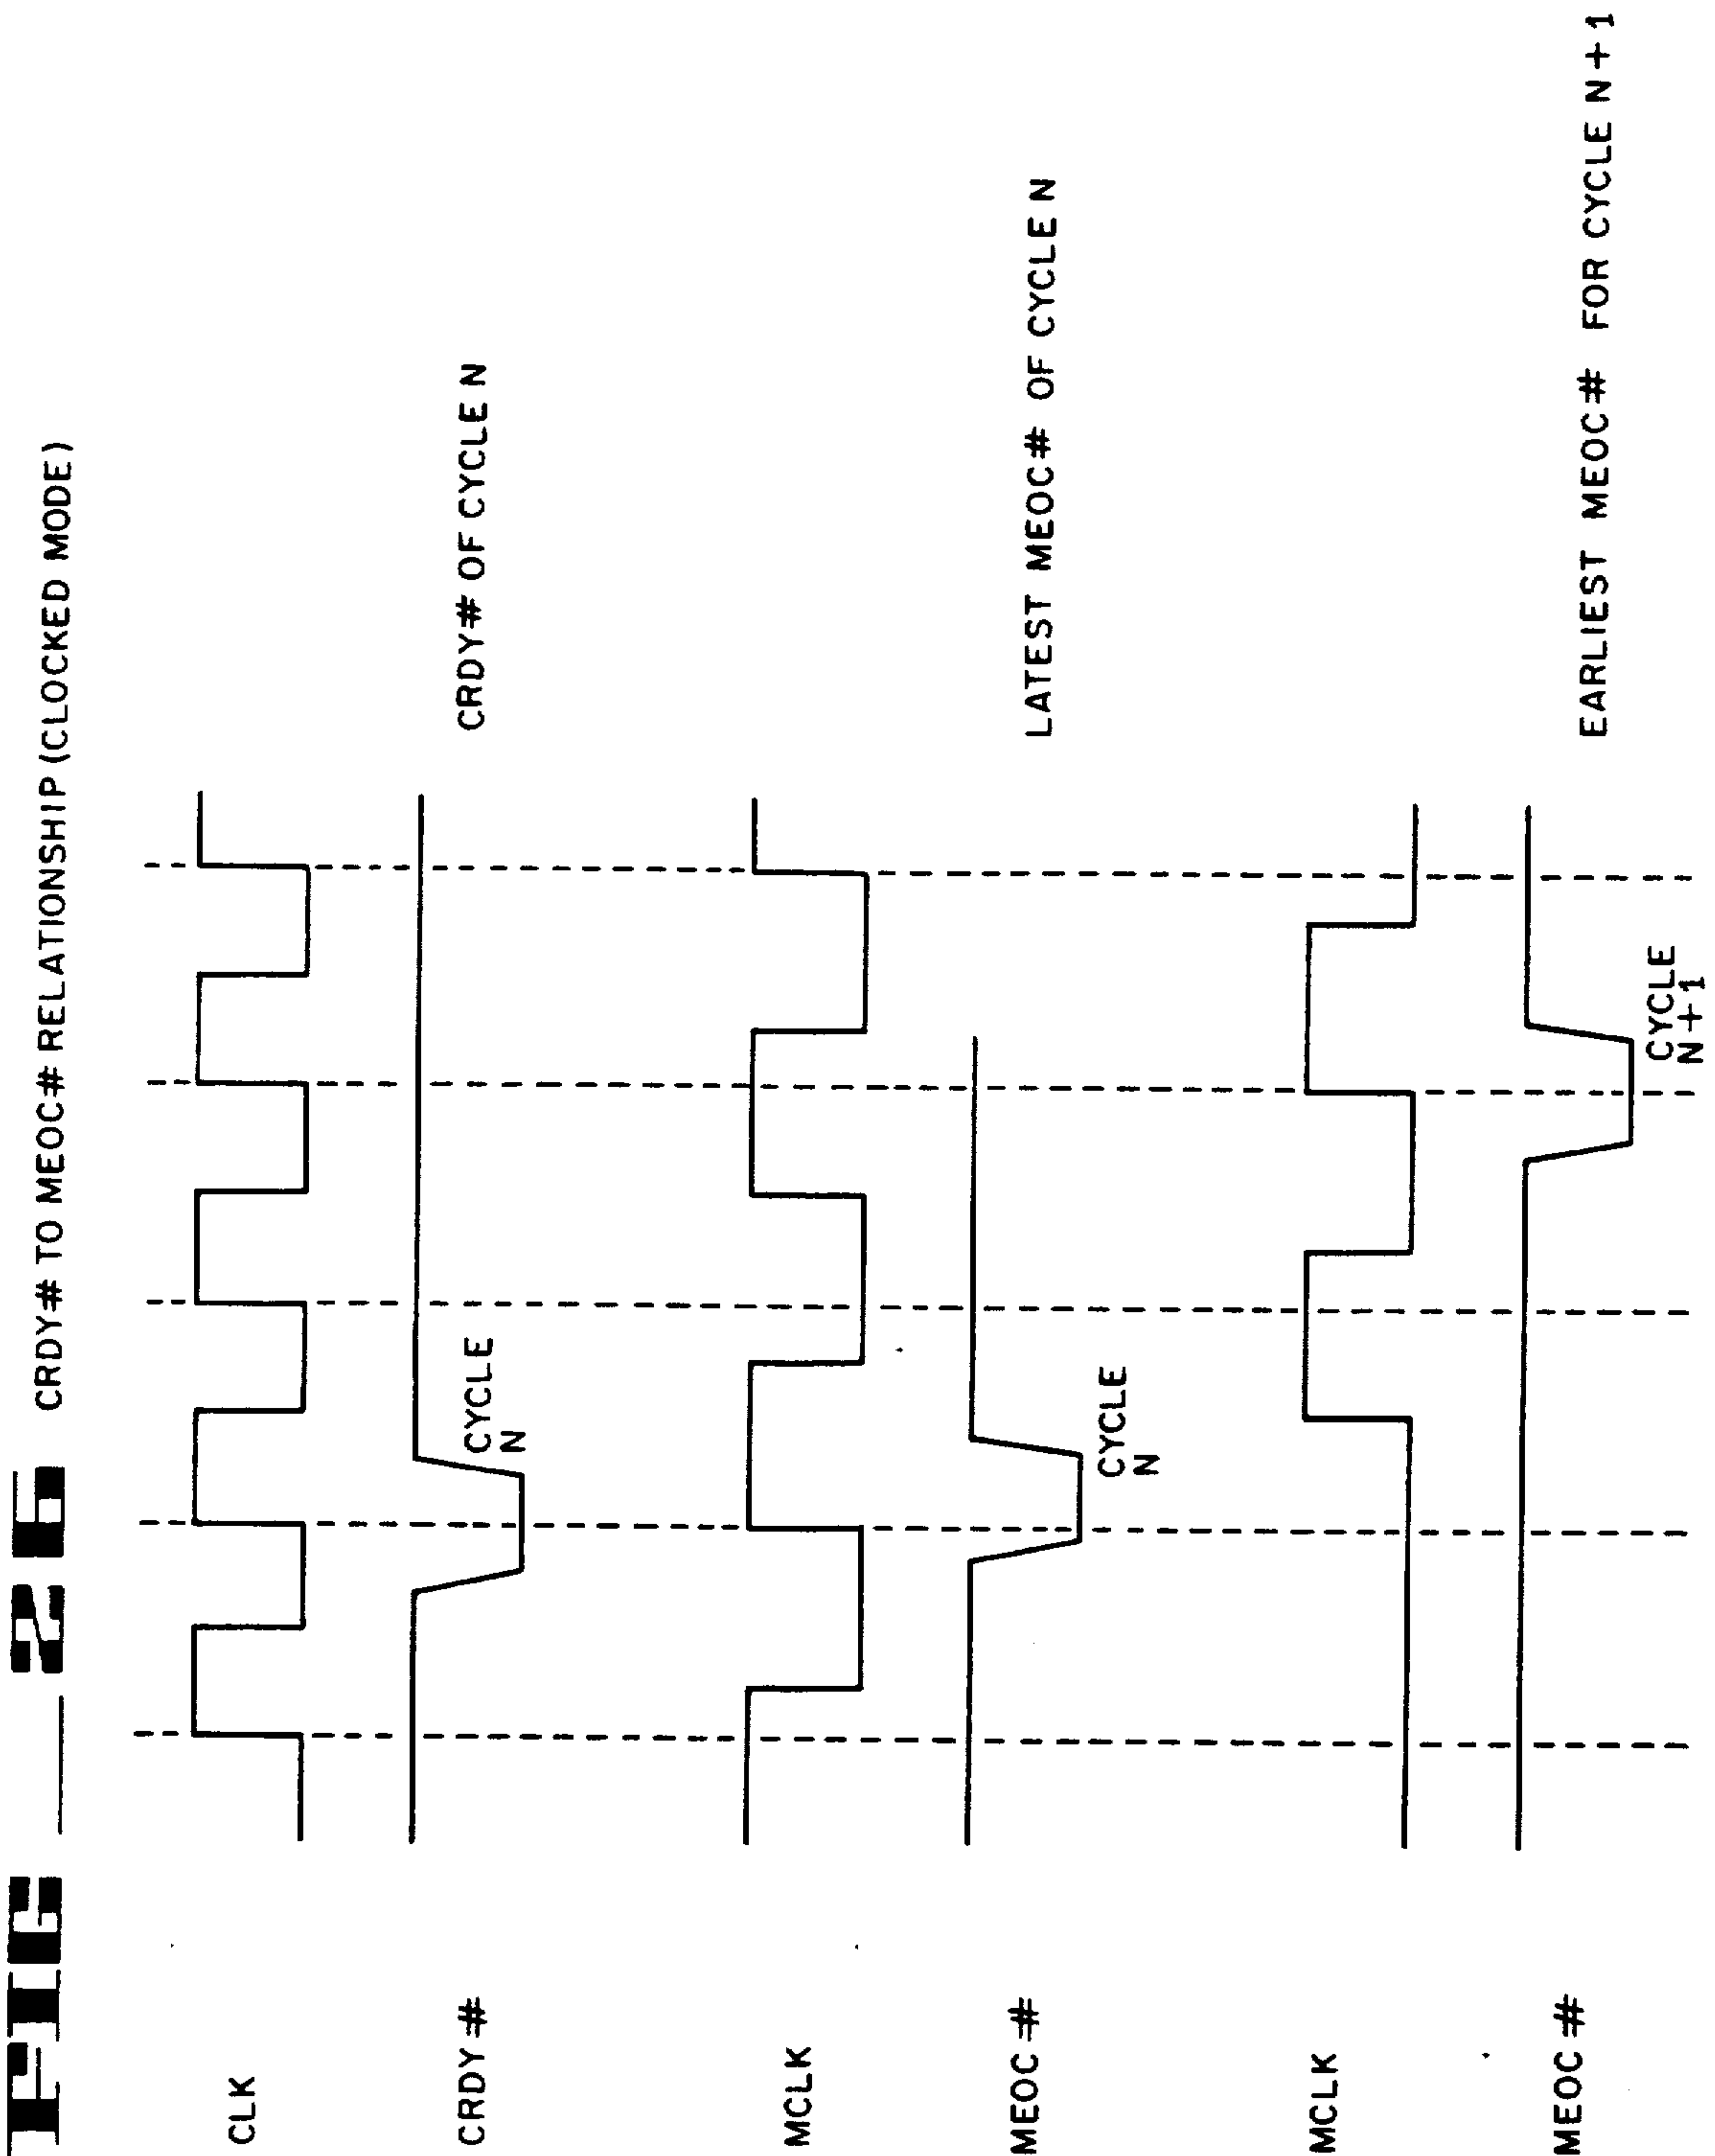 FIG 26 CRDY# TO MEOC# RELATIONSHIP (CLOCKED MODE)
CLK
CRDY#
CYCLE
N
CRDY# OF CYCLE N
MCLK
MEOC#
CYCLE
N
LATEST MEOC# OF CYCLE N
MCLK
MEOC#
CYCLE
N+1
EARLIEST MEOC# FOR CYCLE N+1